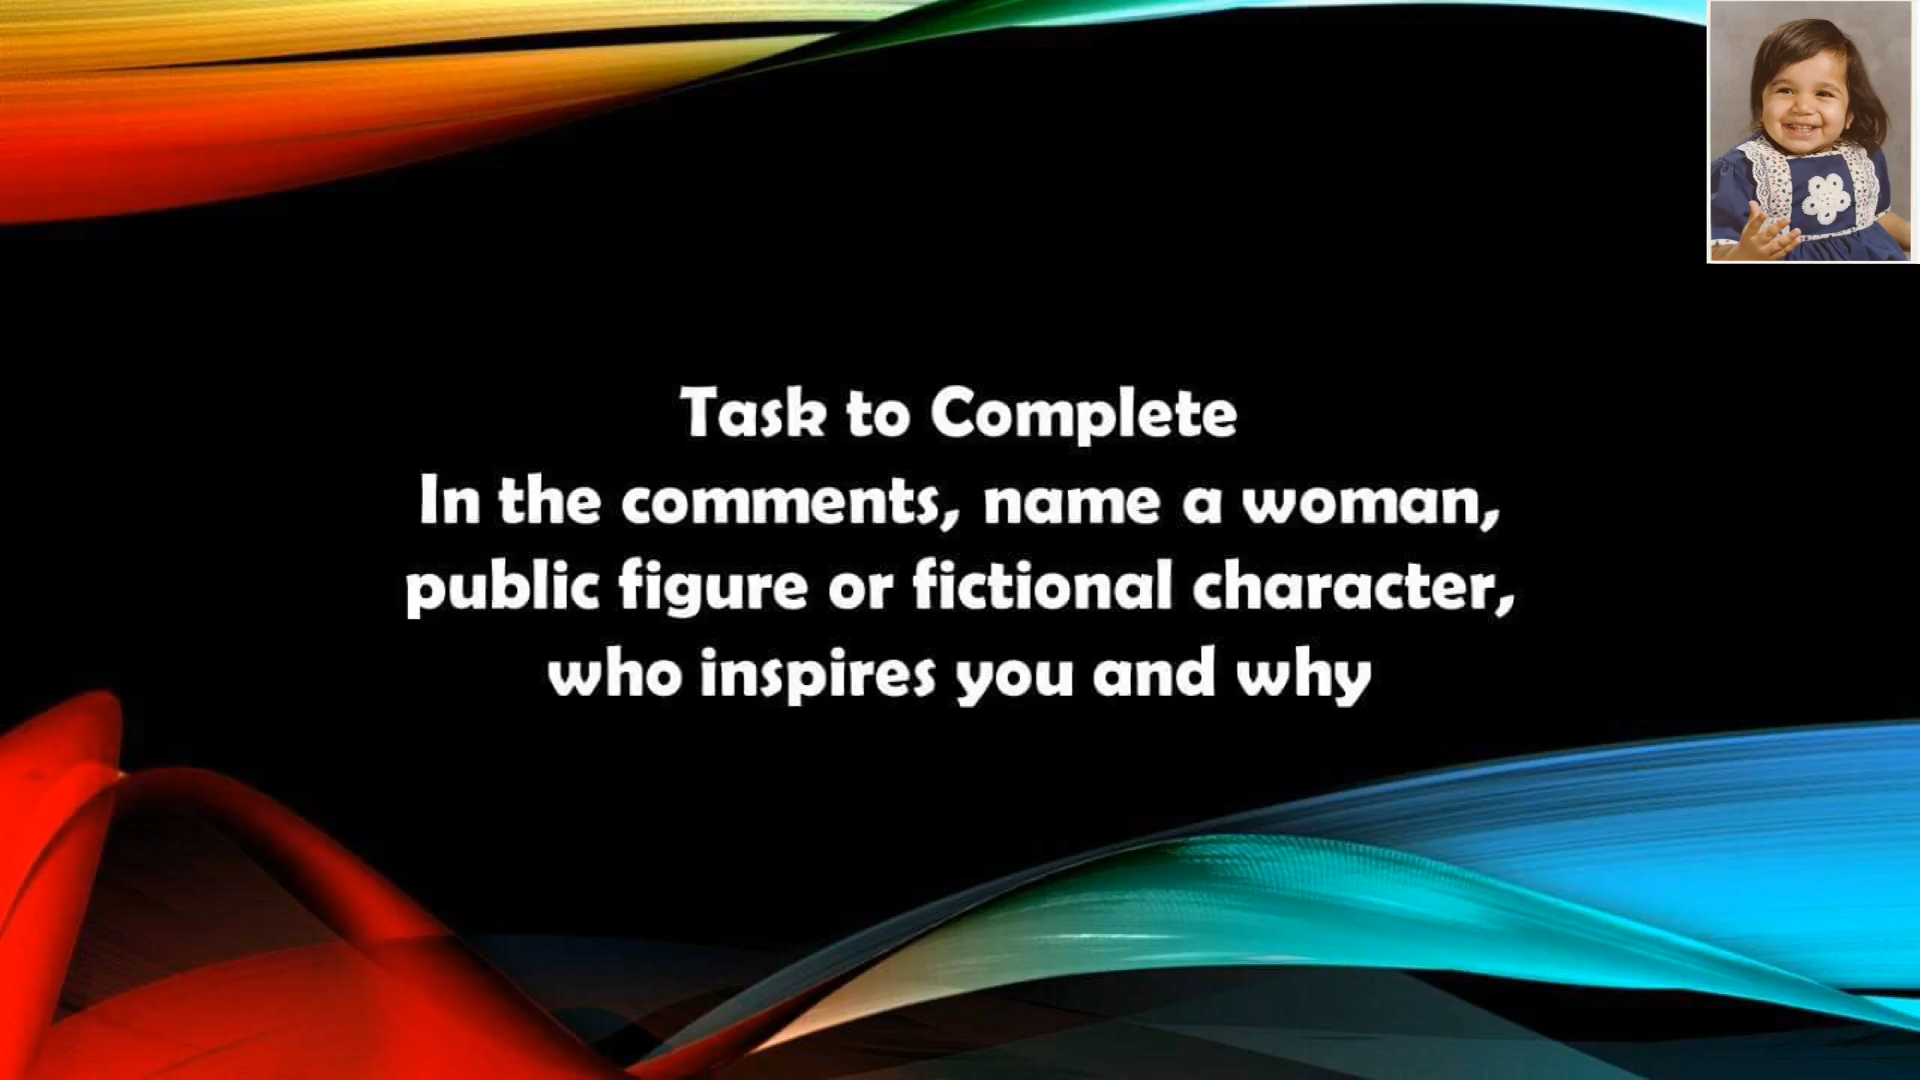 Task to Complete
In the comments, name a woman,
public figure or fictional character,
who inspires you and why